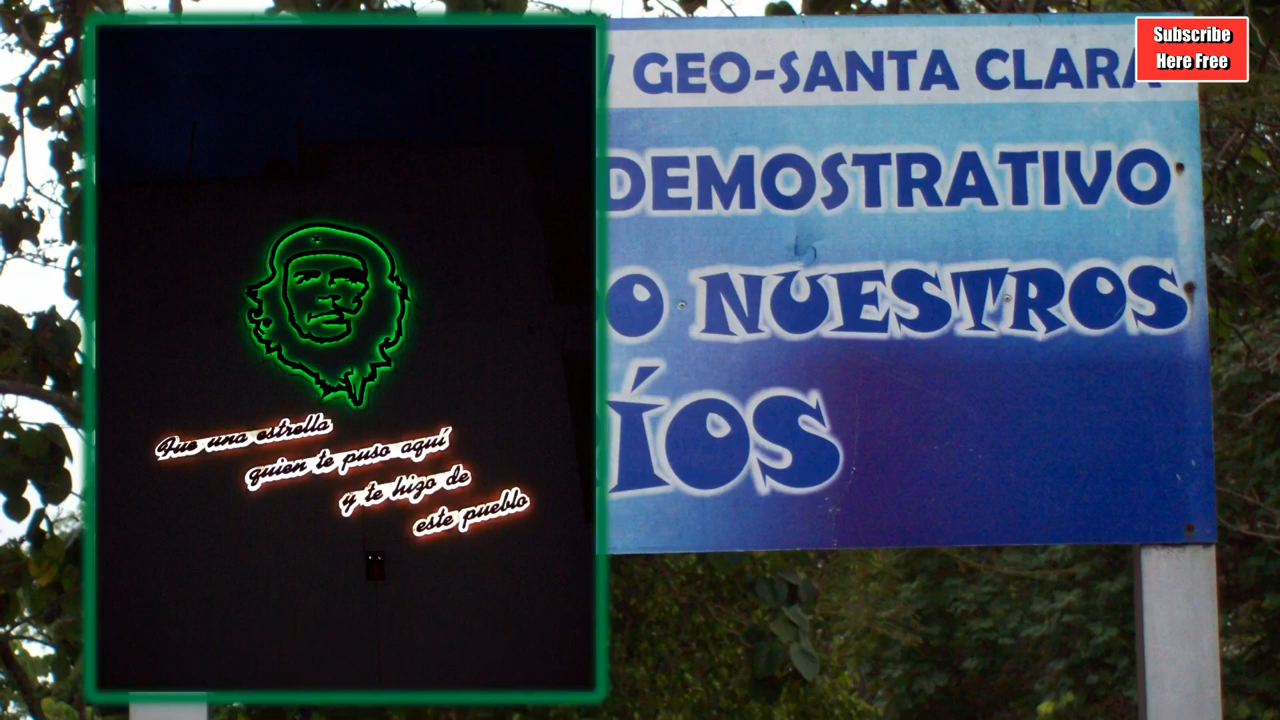 Fue una estrella
quien te puso aquí
y te hizo de
este pueblo
GEO-SANTA CLARA
DEMOSTRATIVO
O NUESTROS
ÍOS
Subscribe
Here Free